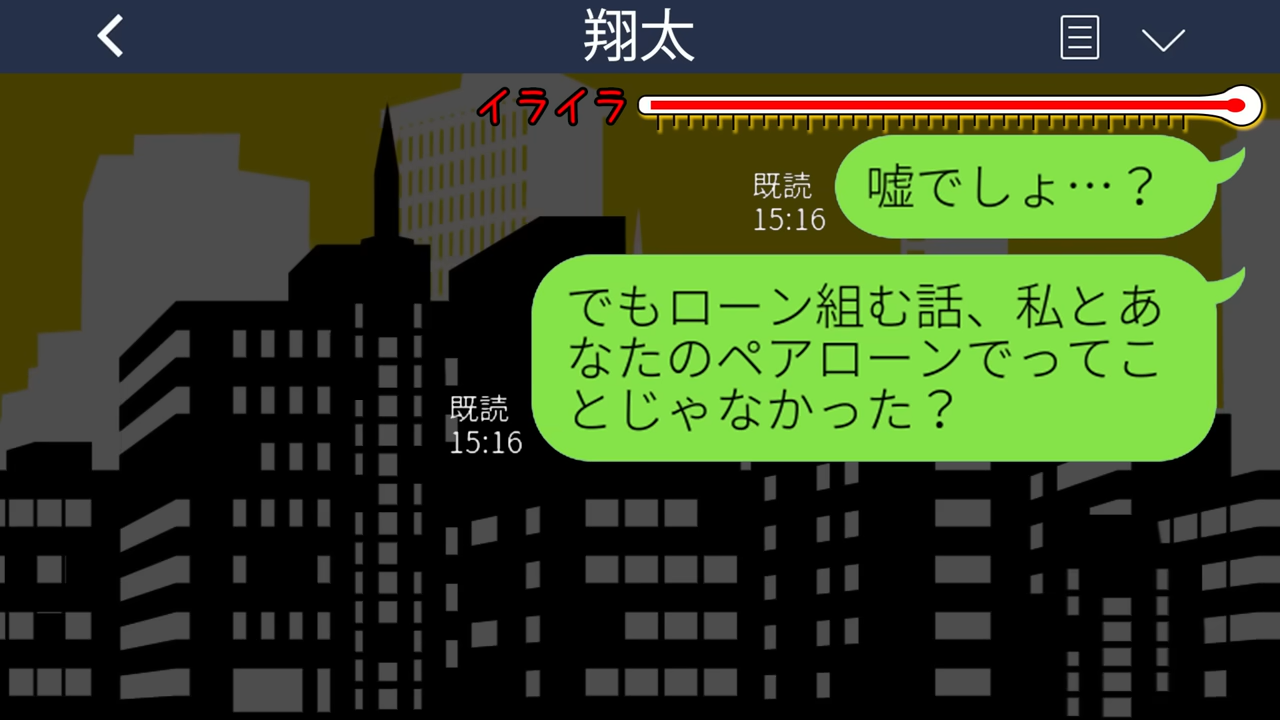 翔太
イライラ
嘘でしょ…？
既読
15:16
でもローン組む話、私とあ
なたのペアローンでってこ
とじゃなかった？
既読
15:16